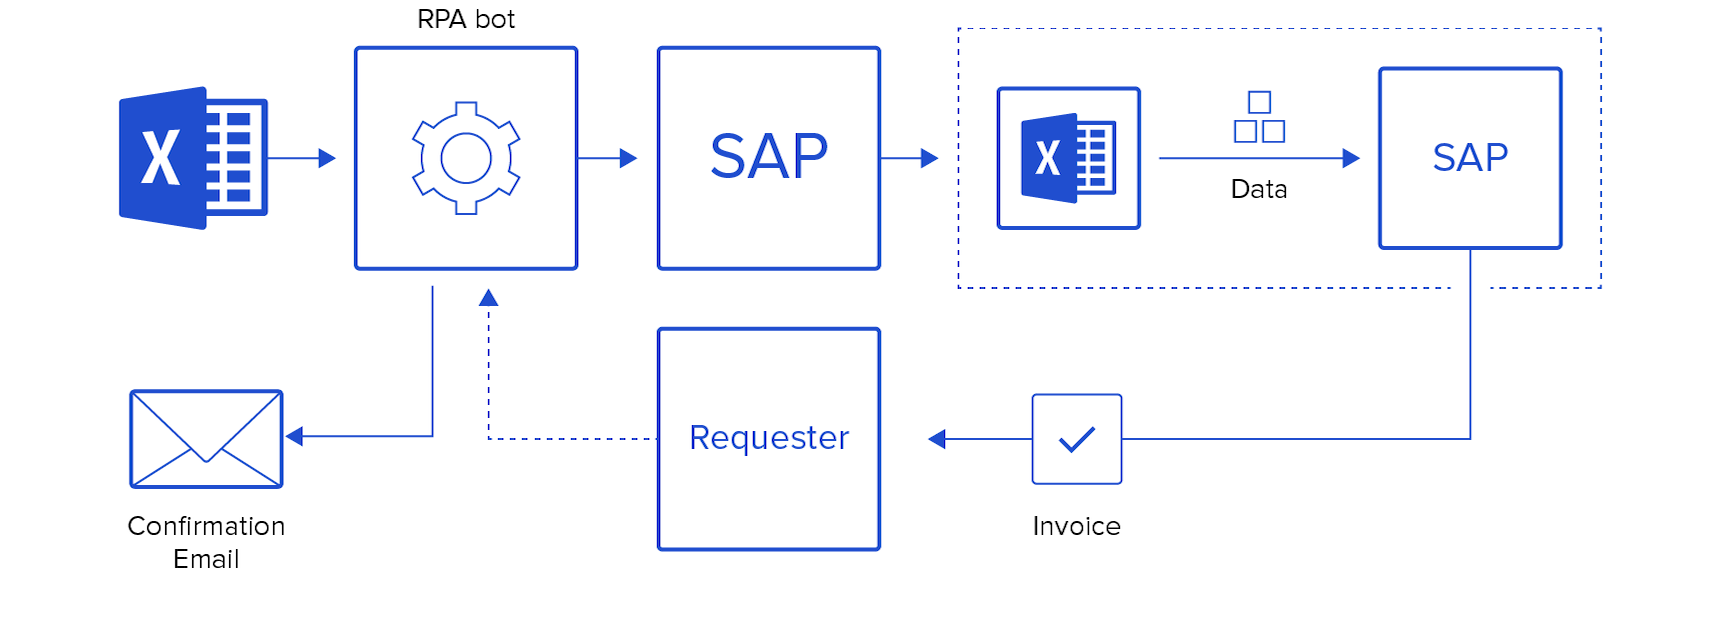 RPA bot
X
SAP
X
Data
SAP
Requester
Confirmation
Email
Invoice